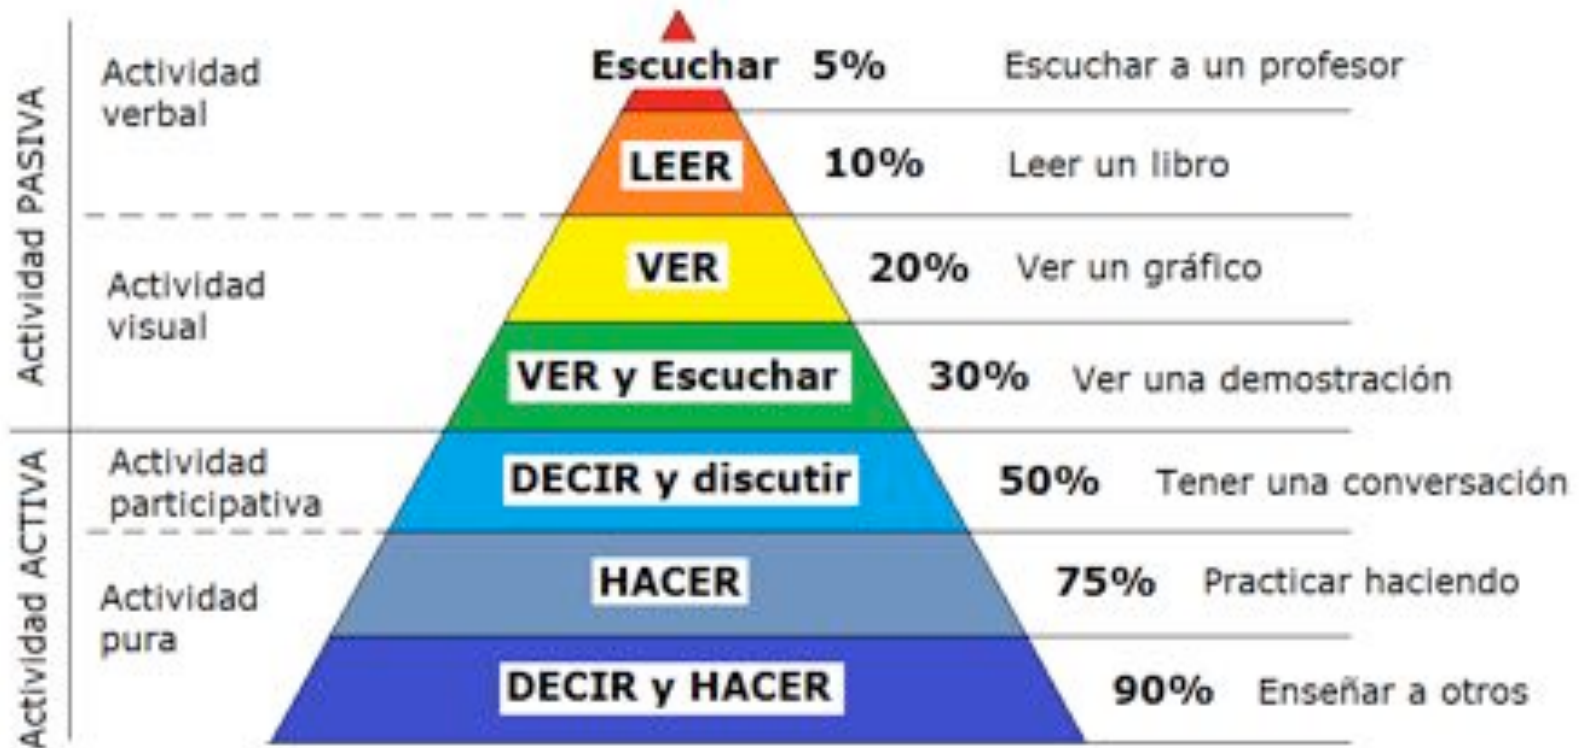 Actividad PASIVA
Actividad
verbal
Escuchar 5% Escuchar a un profesor
LEER 10% Leer un libro
Actividad
visual
VER 20% Ver un gráfico
VER y Escuchar 30% Ver una demostración
Actividad ACTIVA
Actividad
participativa
DECIR y discutir 50% Tener una conversación
Actividad
pura
HACER 75% Practicar haciendo
DECIR y HACER 90% Enseñar a otros